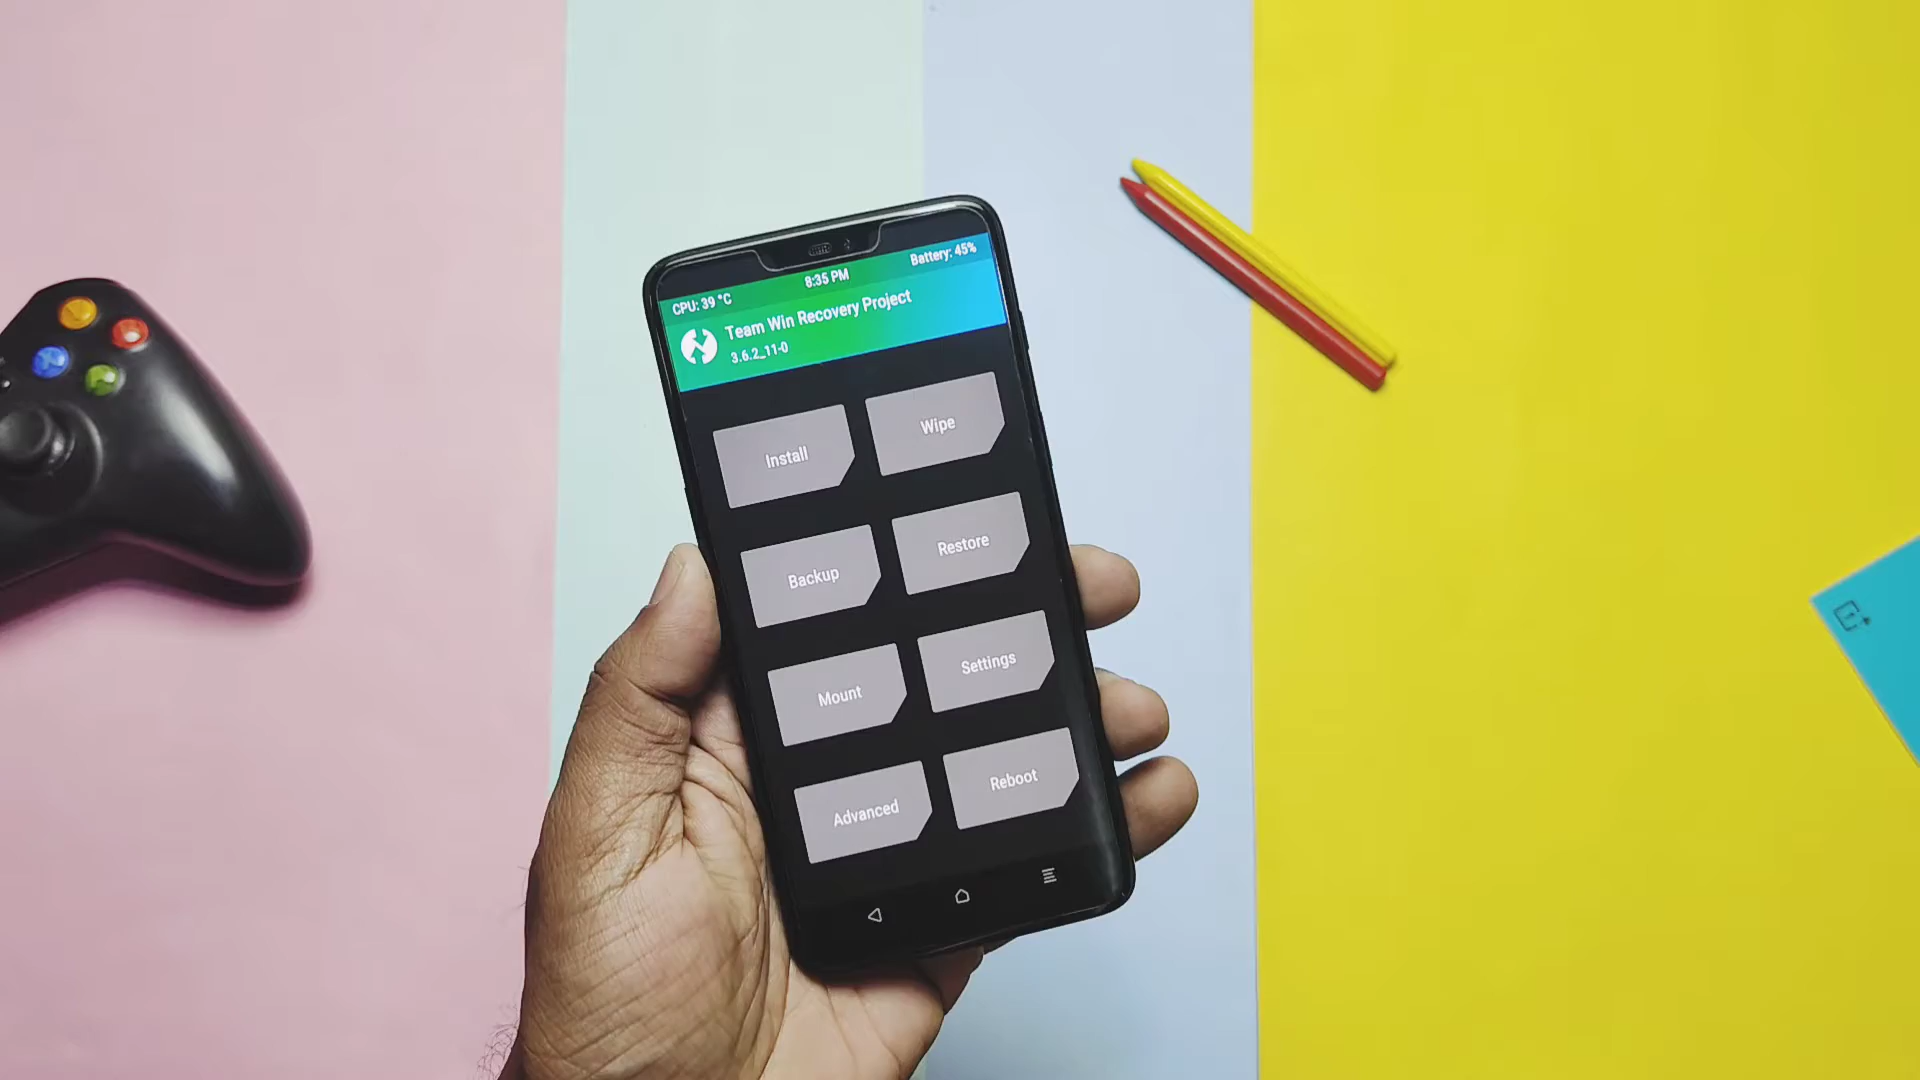 CPU: 39 °C
8:35 PM
Battery: 45%
Team Win Recovery Project
3.6.2_11-0
Install
Wipe
Backup
Restore
Mount
Settings
Advanced
Reboot